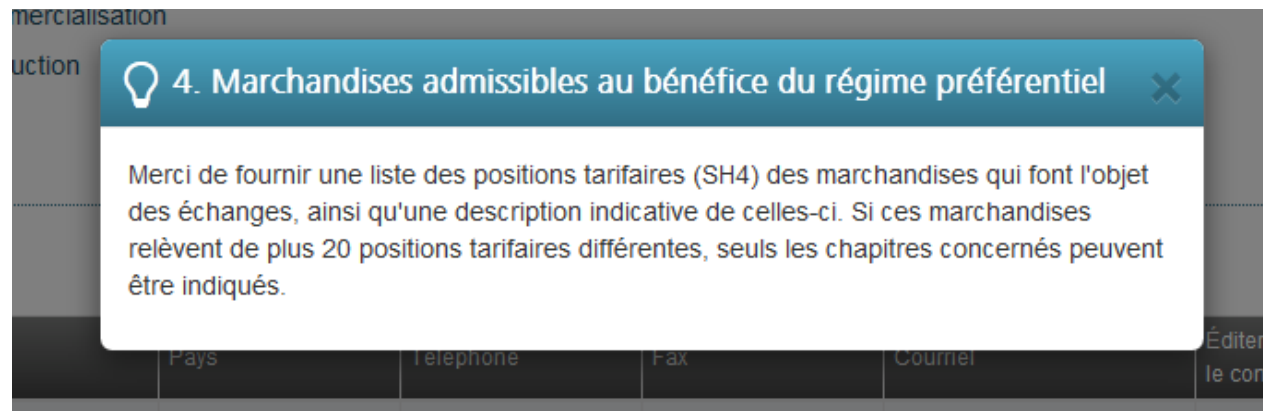 mercialisation
uction
4. Marchandises admissibles au bénéfice du régime préférentiel
Merci de fournir une liste des positions tarifaires (SH4) des marchandises qui font l'objet
des échanges, ainsi qu'une description indicative de celles-ci. Si ces marchandises
relèvent de plus 20 positions tarifaires différentes, seuls les chapitres concernés peuvent
être indiqués.
Pays Téléphone Fax Courriel Éditer
le con